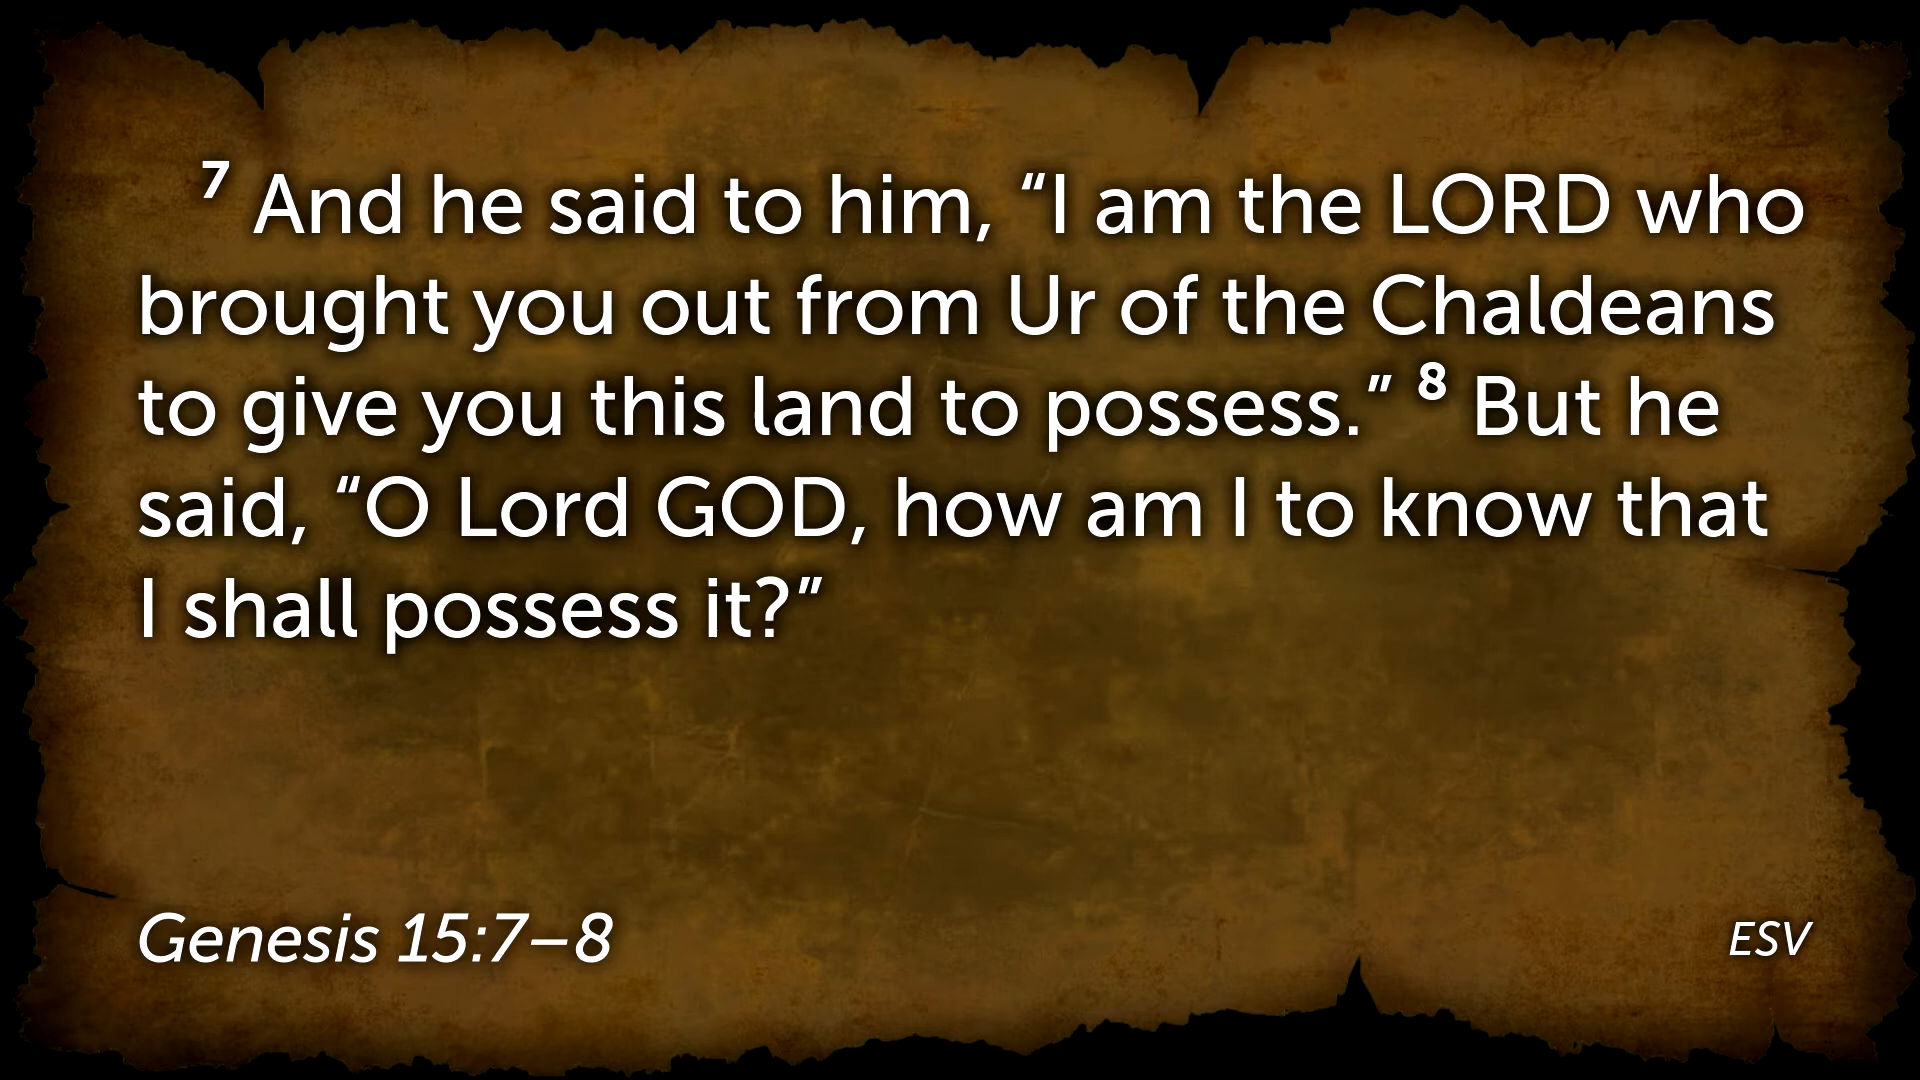 ⁷ And he said to him, “I am the LORD who
brought you out from Ur of the Chaldeans
to give you this land to possess.” ⁸ But he
said, “O Lord GOD, how am I to know that
I shall possess it?”
Genesis 15:7–8
ESV